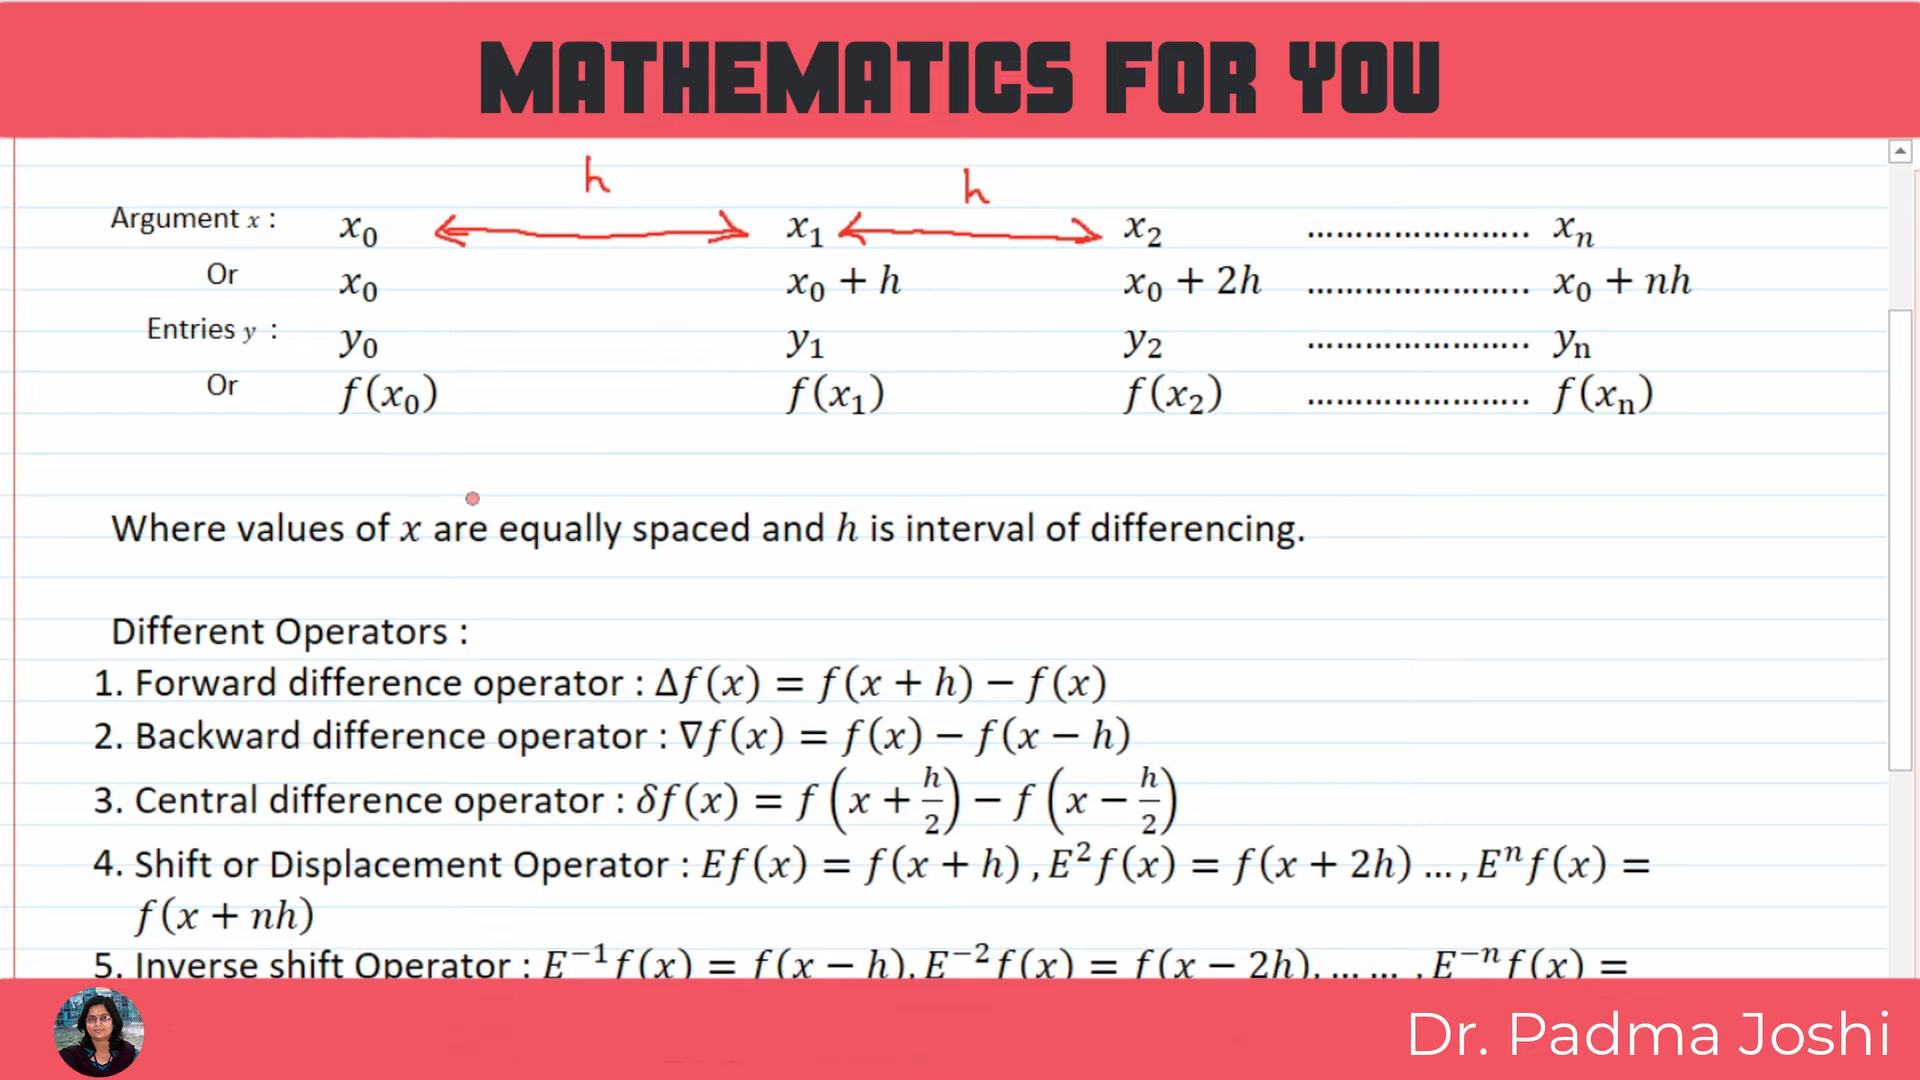 MATHEMATICS FOR YOU
h h
Argument x : x₀ x₁ x₂ ........................ xₙ
Or x₀ x₀ + h x₀ + 2h ........................ x₀ + nh
Entries y : y₀ y₁ y₂ ........................ yₙ
Or f(x₀) f(x₁) f(x₂) ........................ f(xₙ)
Where values of x are equally spaced and h is interval of differencing.
Different Operators :
1. Forward difference operator : Δf(x) = f(x + h) − f(x)
2. Backward difference operator : ∇f(x) = f(x) − f(x − h)
3. Central difference operator : δf(x) = f(x + h/2) − f(x − h/2)
4. Shift or Displacement Operator : Ef(x) = f(x + h) , E²f(x) = f(x + 2h) … , Eⁿf(x) =
f(x + nh)
5. Inverse shift Operator : E⁻¹f(x) = f(x − h), E⁻²f(x) = f(x − 2h), … … , E⁻ⁿf(x) =
Dr. Padma Joshi